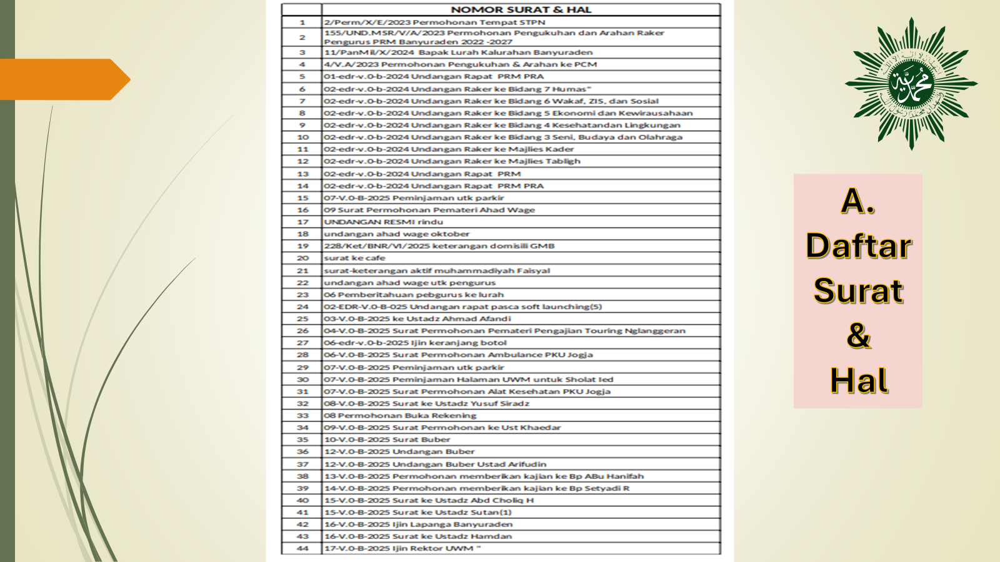 NOMOR SURAT & HAL
1 2/Perm/X/E/2023 Permohonan Tempat STPN
2 155/UND.MSR/V/A/2023 Permohonan Pengukuhan dan Arahan Raker
Pengurus PRM Banyuraden 2022 -2027
3 11/PanMil/X/2024  Bapak Lurah Kalurahan Banyuraden
4 4/V.A/2023 Permohonan Pengukuhan & Arahan ke PCM
5 01-edr-v.0-b-2024 Undangan Rapat  PRM PRA
6 02-edr-v.0-b-2024 Undangan Raker ke Bidang 7 Humas"
7 02-edr-v.0-b-2024 Undangan Raker ke Bidang 6 Wakaf, ZIS, dan Sosial
8 02-edr-v.0-b-2024 Undangan Raker ke Bidang 5 Ekonomi dan Kewirausahaan
9 02-edr-v.0-b-2024 Undangan Raker ke Bidang 4 Kesehatandan Lingkungan
10 02-edr-v.0-b-2024 Undangan Raker ke Bidang 3 Seni, Budaya dan Olahraga
11 02-edr-v.0-b-2024 Undangan Raker ke Majlies Kader
12 02-edr-v.0-b-2024 Undangan Raker ke Majlies Tabligh
13 02-edr-v.0-b-2024 Undangan Rapat  PRM
14 02-edr-v.0-b-2024 Undangan Rapat  PRM PRA
15 07-V.0-B-2025 Peminjaman utk parkir
16 09 Surat Permohonan Pemateri Ahad Wage
17 UNDANGAN RESMI rindu
18 undangan ahad wage oktober
19 228/Ket/BNR/VI/2025 keterangan domisili GMB
20 surat ke cafe
21 surat-keterangan aktif muhammadiyah Faisyal
22 undangan ahad wage utk pengurus
23 06 Pemberitahuan pebgurus ke lurah
24 02-EDR-V.0-B-025 Undangan rapat pasca soft launching(5)
25 03-V.0-B-2025 ke Ustadz Ahmad Afandi
26 04-V.0-B-2025 Surat Permohonan Pemateri Pengajian Touring Nglanggeran
27 06-edr-v.0-b-2025 Ijin keranjang botol
28 06-V.0-B-2025 Surat Permohonan Ambulance PKU Jogja
29 07-V.0-B-2025 Peminjaman utk parkir
30 07-V.0-B-2025 Peminjaman Halaman UWM untuk Sholat Ied
31 07-V.0-B-2025 Surat Permohonan Alat Kesehatan PKU Jogja
32 08-V.0-B-2025 Surat ke Ustadz Yusuf Siradz
33 08 Permohonan Buka Rekening
34 09-V.0-B-2025 Surat Permohonan ke Ust Khaedar
35 10-V.0-B-2025 Surat Buber
36 12-V.0-B-2025 Undangan Buber
37 12-V.0-B-2025 Undangan Buber Ustad Arifudin
38 13-V.0-B-2025 Permohonan memberikan kajian ke Bp ABu Hanifah
39 14-V.0-B-2025 Permohonan memberikan kajian ke Bp Setyadi R
40 15-V.0-B-2025 Surat ke Ustadz Abd Choliq H
41 15-V.0-B-2025 Surat ke Ustadz Sutan(1)
42 16-V.0-B-2025 Ijin Lapanga Banyuraden
43 16-V.0-B-2025 Surat ke Ustadz Hamdan
44 17-V.0-B-2025 Ijin Rektor UWM "
محمدية
A.
Daftar
Surat
&
Hal